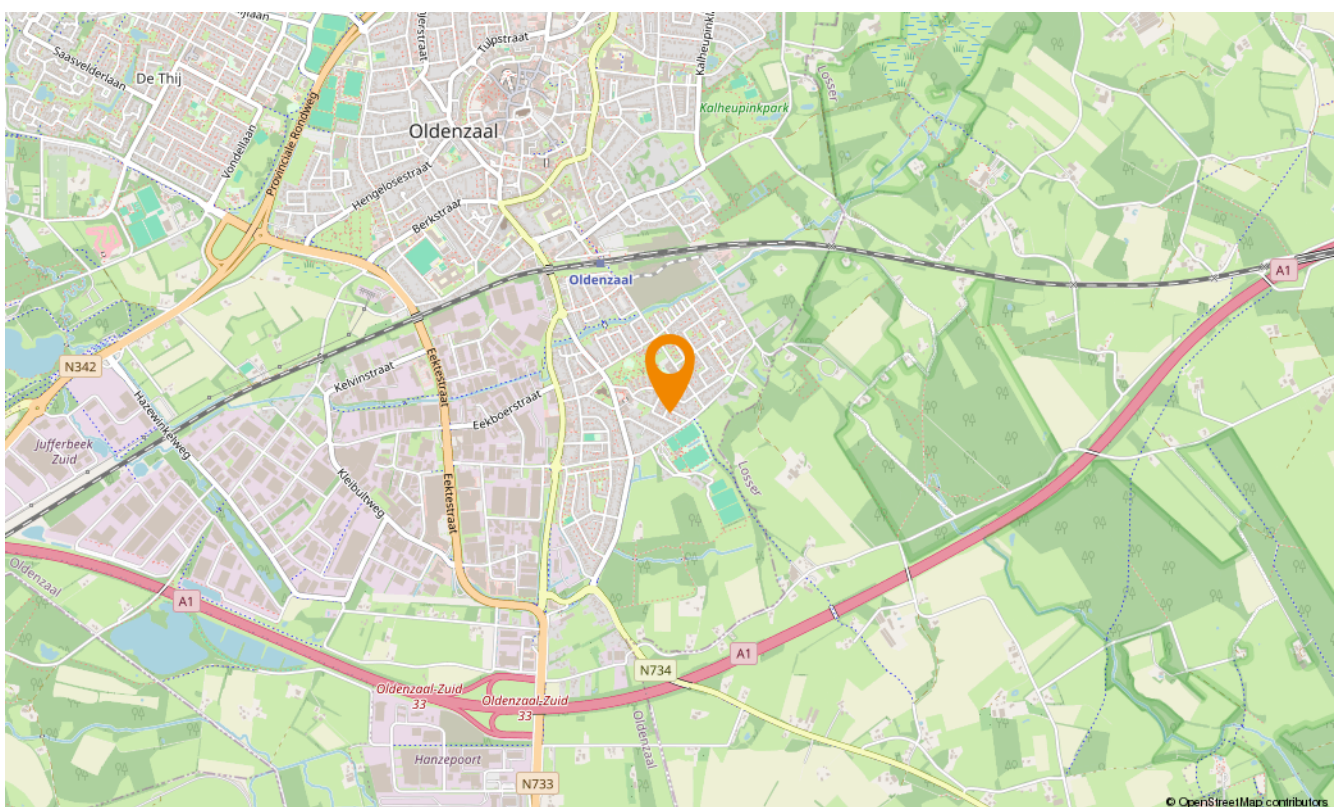 Saasvelderlaan
De Thij
Vondellaan
Provinciale Rondweg
Tulpstraat
Kalheupinkpark
Losser
Oldenzaal
Hengelosestraat
Berkstraat
Oldenzaal
A1
N342
Kelvinstraat
Eektestraat
Eekboerstraat
Hazewinkelweg
Jufferbeek
Zuid
Kleibultweg
Eektestraat
Losser
Oldenzaal
A1
A1
N734
Oldenzaal-Zuid
33
Oldenzaal-Zuid
33
Oldenzaal
Hanzepoort
N733
© OpenStreetMap contributors